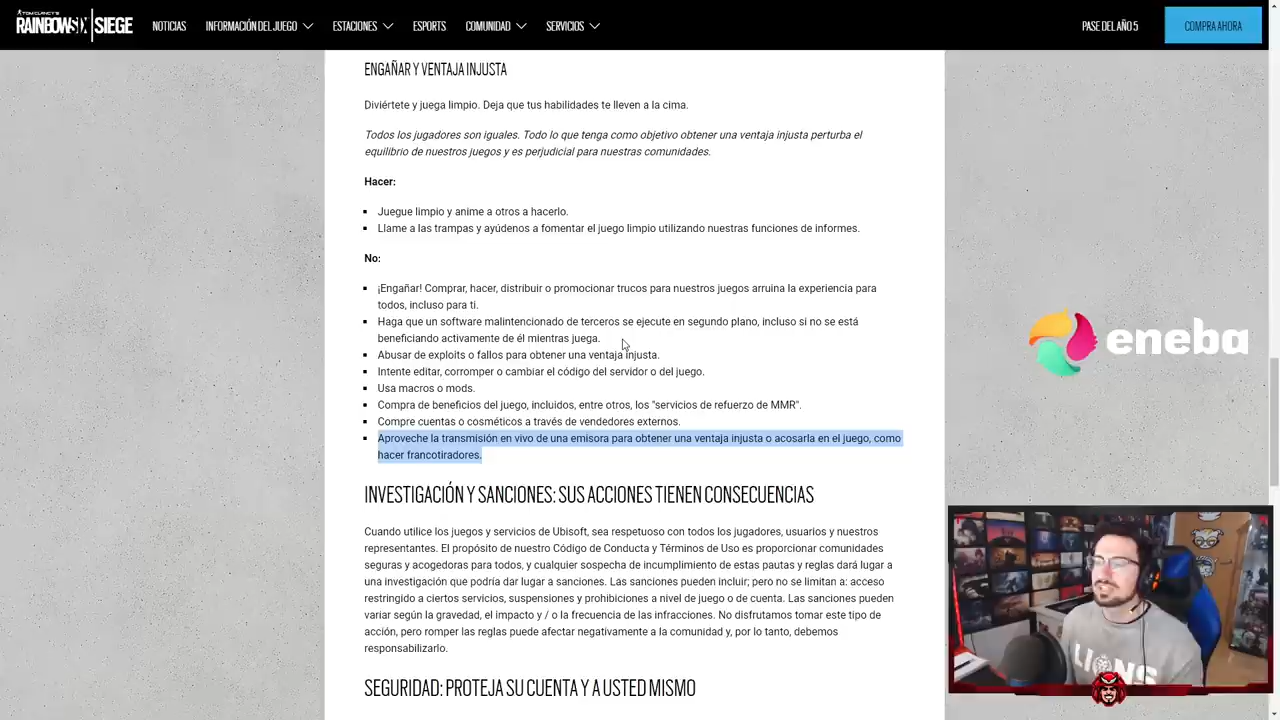 TOM CLANCY'S
RAINBOWSIX | SIEGE
NOTICIAS
INFORMACIÓN DEL JUEGO
ESTACIONES
ESPORTS
COMUNIDAD
SERVICIOS
PASE DEL AÑO 5
COMPRA AHORA
ENGAÑAR Y VENTAJA INJUSTA
Diviértete y juega limpio. Deja que tus habilidades te lleven a la cima.
Todos los jugadores son iguales. Todo lo que tenga como objetivo obtener una ventaja injusta perturba el
equilibrio de nuestros juegos y es perjudicial para nuestras comunidades.
Hacer:
Juegue limpio y anime a otros a hacerlo.
Llame a las trampas y ayúdenos a fomentar el juego limpio utilizando nuestras funciones de informes.
No:
¡Engañar! Comprar, hacer, distribuir o promocionar trucos para nuestros juegos arruina la experiencia para
todos, incluso para ti.
Haga que un software malintencionado de terceros se ejecute en segundo plano, incluso si no se está
beneficiando activamente de él mientras juega.
Abusar de exploits o fallos para obtener una ventaja injusta.
Intente editar, corromper o cambiar el código del servidor o del juego.
Usa macros o mods.
Compra de beneficios del juego, incluidos, entre otros, los "servicios de refuerzo de MMR".
Compre cuentas o cosméticos a través de vendedores externos.
Aproveche la transmisión en vivo de una emisora para obtener una ventaja injusta o acosarla en el juego, como
hacer francotiradores.
eneba
INVESTIGACIÓN Y SANCIONES: SUS ACCIONES TIENEN CONSECUENCIAS
Cuando utilice los juegos y servicios de Ubisoft, sea respetuoso con todos los jugadores, usuarios y nuestros
representantes. El propósito de nuestro Código de Conducta y Términos de Uso es proporcionar comunidades
seguras y acogedoras para todos, y cualquier sospecha de incumplimiento de estas pautas y reglas dará lugar a
una investigación que podría dar lugar a sanciones. Las sanciones pueden incluir; pero no se limitan a: acceso
restringido a ciertos servicios, suspensiones y prohibiciones a nivel de juego o de cuenta. Las sanciones pueden
variar según la gravedad, el impacto y / o la frecuencia de las infracciones. No disfrutamos tomar este tipo de
acción, pero romper las reglas puede afectar negativamente a la comunidad y, por lo tanto, debemos
responsabilizarlo.
LIONS
SEGURIDAD: PROTEJA SU CUENTA Y A USTED MISMO